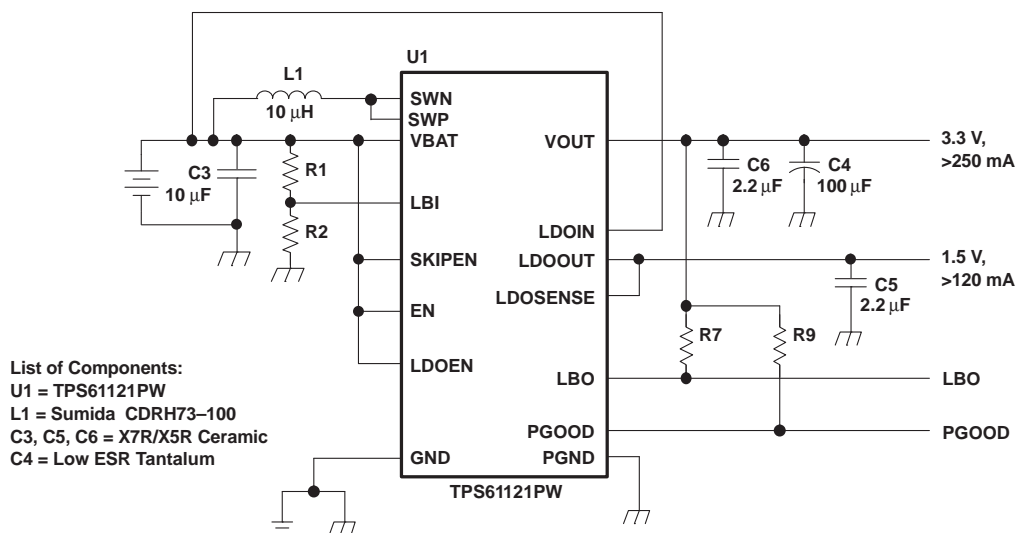 U1
L1
10 µH
SWN
SWP
VBAT
VOUT
3.3 V,
>250 mA
C3
10 µF
R1
C6
2.2 µF
C4
100 µF
LBI
R2
LDOIN
SKIPEN
LDOOUT
1.5 V,
>120 mA
LDOSENSE
C5
2.2 µF
EN
R7
R9
LDOEN
LBO
LBO
List of Components:
U1 = TPS61121PW
L1 = Sumida CDRH73–100
C3, C5, C6 = X7R/X5R Ceramic
C4 = Low ESR Tantalum
PGOOD
PGOOD
GND
PGND
TPS61121PW